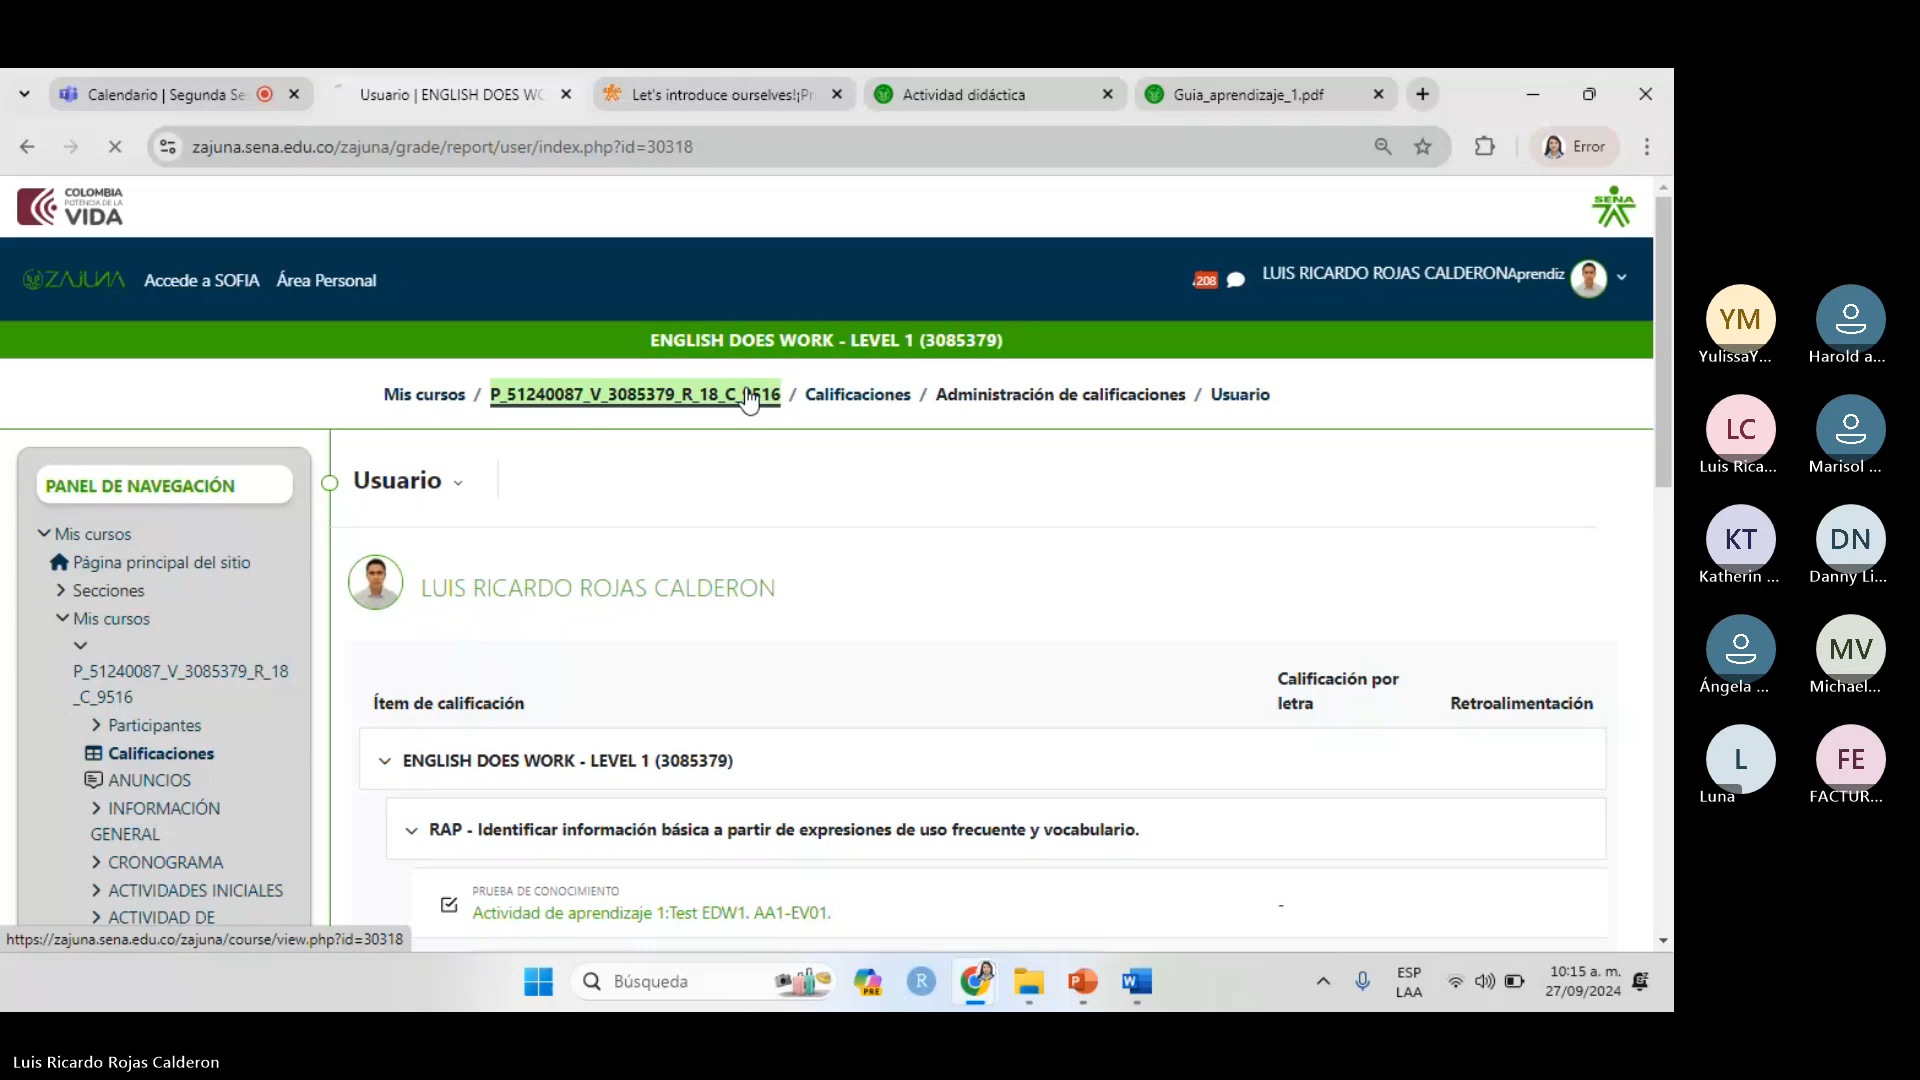 Calendario | Segunda Se
Usuario | ENGLISH DOES WO
Let's introduce ourselves!¡Pr
Actividad didáctica
Guia_aprendizaje_1.pdf
zajuna.sena.edu.co/zajuna/grade/report/user/index.php?id=30318
Error
COLOMBIA
POTENCIA DE LA
VIDA
SENA
ZAJUNA
Accede a SOFIA
Área Personal
208
LUIS RICARDO ROJAS CALDERONAprendiz
ENGLISH DOES WORK - LEVEL 1 (3085379)
Mis cursos / P_51240087_V_3085379_R_18_C_9516 / Calificaciones / Administración de calificaciones / Usuario
PANEL DE NAVEGACIÓN
Mis cursos
Página principal del sitio
Secciones
Mis cursos
P_51240087_V_3085379_R_18
_C_9516
Participantes
Calificaciones
ANUNCIOS
INFORMACIÓN
GENERAL
CRONOGRAMA
ACTIVIDADES INICIALES
ACTIVIDAD DE
Usuario
LUIS RICARDO ROJAS CALDERON
Ítem de calificación
Calificación por
letra
Retroalimentación
ENGLISH DOES WORK - LEVEL 1 (3085379)
RAP - Identificar información básica a partir de expresiones de uso frecuente y vocabulario.
PRUEBA DE CONOCIMIENTO
Actividad de aprendizaje 1:Test EDW1. AA1-EV01.
-
https://zajuna.sena.edu.co/zajuna/course/view.php?id=30318
Búsqueda
PRE
R
P
W
ESP
LAA
10:15 a. m.
27/09/2024
YM
YulissaY...
Harold a...
LC
Luis Rica...
Marisol ...
KT
Katherin ...
DN
Danny Li...
Ángela ...
MV
Michael...
L
Luna
FE
FACTUR...
Luis Ricardo Rojas Calderon